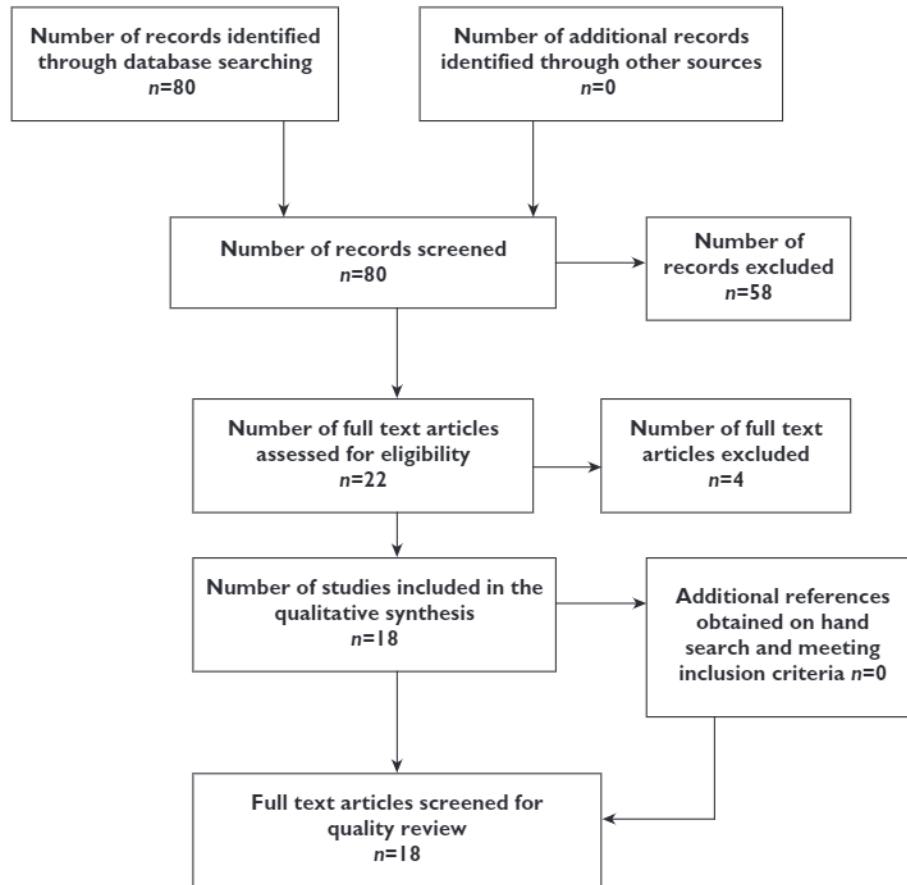 Number of records identified
through database searching
n=80
Number of additional records
identified through other sources
n=0
Number of records screened
n=80
Number of
records excluded
n=58
Number of full text articles
assessed for eligibility
n=22
Number of full text
articles excluded
n=4
Number of studies included in the
qualitative synthesis
n=18
Additional references
obtained on hand
search and meeting
inclusion criteria n=0
Full text articles screened for
quality review
n=18